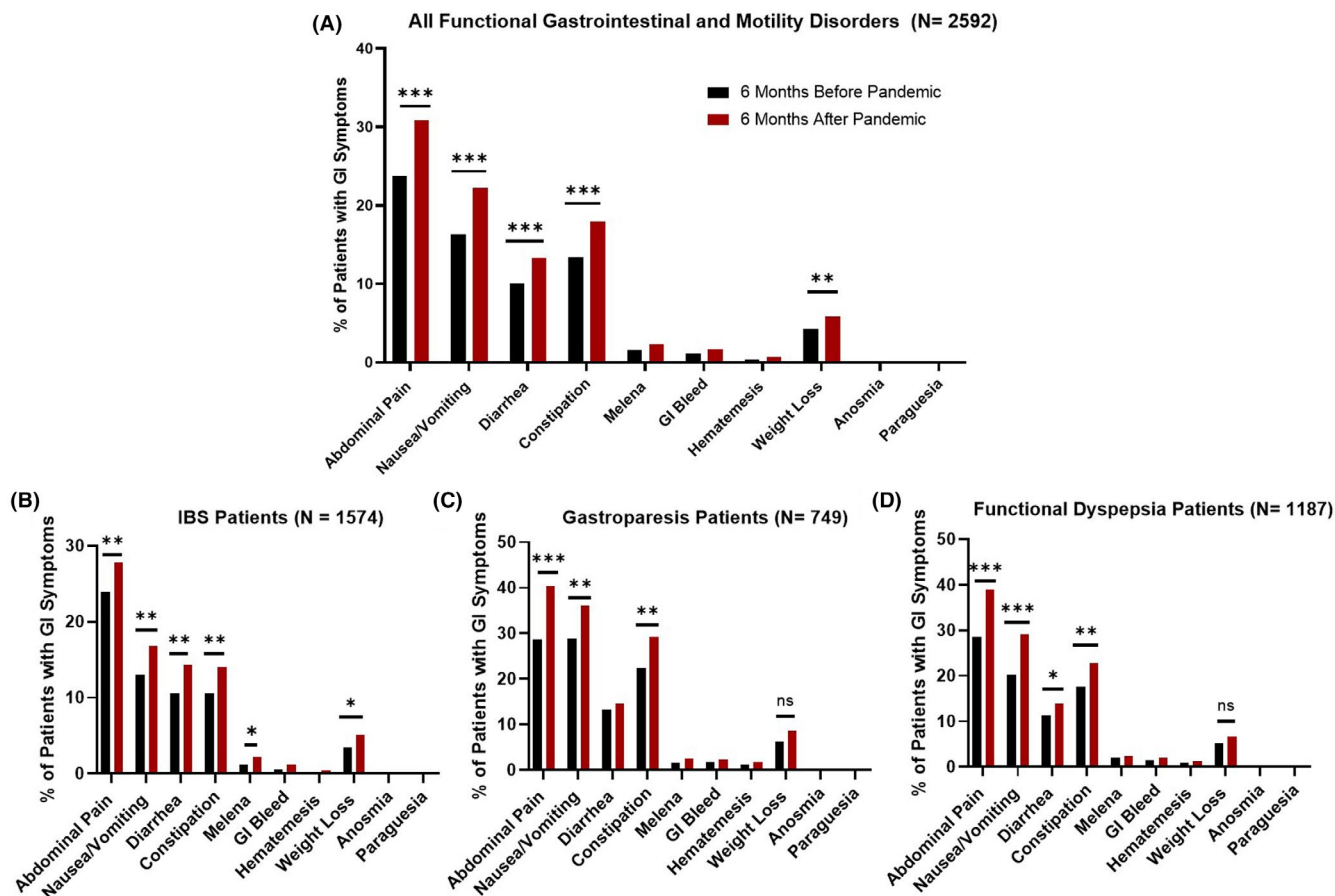 (A)
All Functional Gastrointestinal and Motility Disorders (N= 2592)
% of Patients with GI Symptoms
40
30
20
10
0
6 Months Before Pandemic
6 Months After Pandemic
***
***
***
***
**
Abdominal Pain
Nausea/Vomiting
Diarrhea
Constipation
Melena
GI Bleed
Hematemesis
Weight Loss
Anosmia
Paraguesia
(B)
IBS Patients (N = 1574)
% of Patients with GI Symptoms
30
20
10
0
**
**
**
**
*
*
Abdominal Pain
Nausea/Vomiting
Diarrhea
Constipation
Melena
GI Bleed
Hematemesis
Weight Loss
Anosmia
Paraguesia
(C)
Gastroparesis Patients (N= 749)
% of Patients with GI Symptoms
50
40
30
20
10
0
***
**
**
ns
Abdominal Pain
Nausea/Vomiting
Diarrhea
Constipation
Melena
GI Bleed
Hematemesis
Weight Loss
Anosmia
Paraguesia
(D)
Functional Dyspepsia Patients (N= 1187)
% of Patients with GI Symptoms
50
40
30
20
10
0
***
***
*
**
ns
Abdominal Pain
Nausea/Vomiting
Diarrhea
Constipation
Melena
GI Bleed
Hematemesis
Weight Loss
Anosmia
Paraguesia